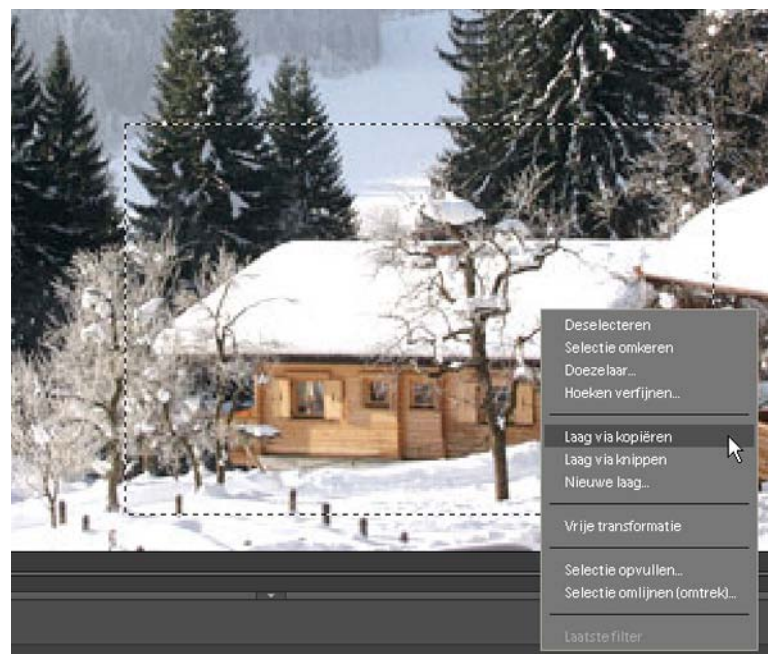 Deselecteren
Selectie omkeren
Doezelaar...
Hoeken verfijnen...
Laag via kopiëren
Laag via knippen
Nieuwe laag...
Vrije transformatie
Selectie opvullen...
Selectie omlijnen (omtrek)...
Laatste filter